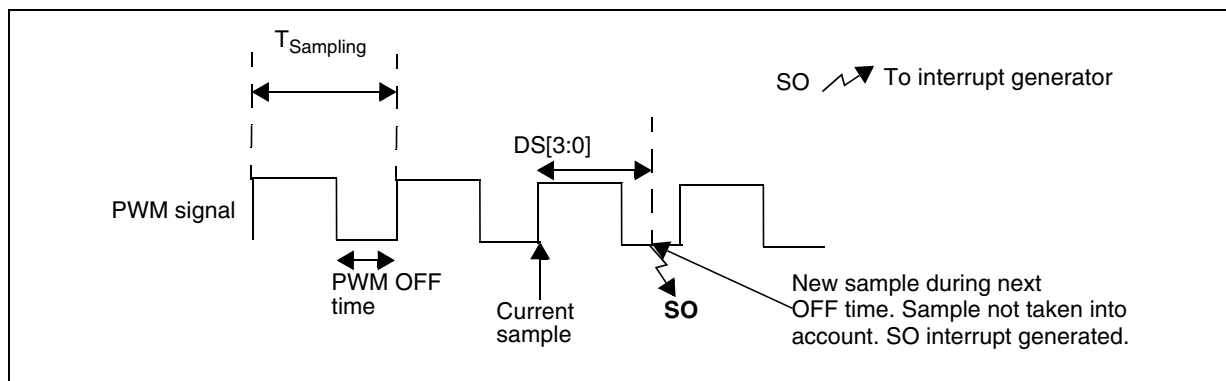 TSampling
SO To interrupt generator
DS[3:0]
PWM signal
PWM OFF
time
Current
sample
SO
New sample during next
OFF time. Sample not taken into
account. SO interrupt generated.